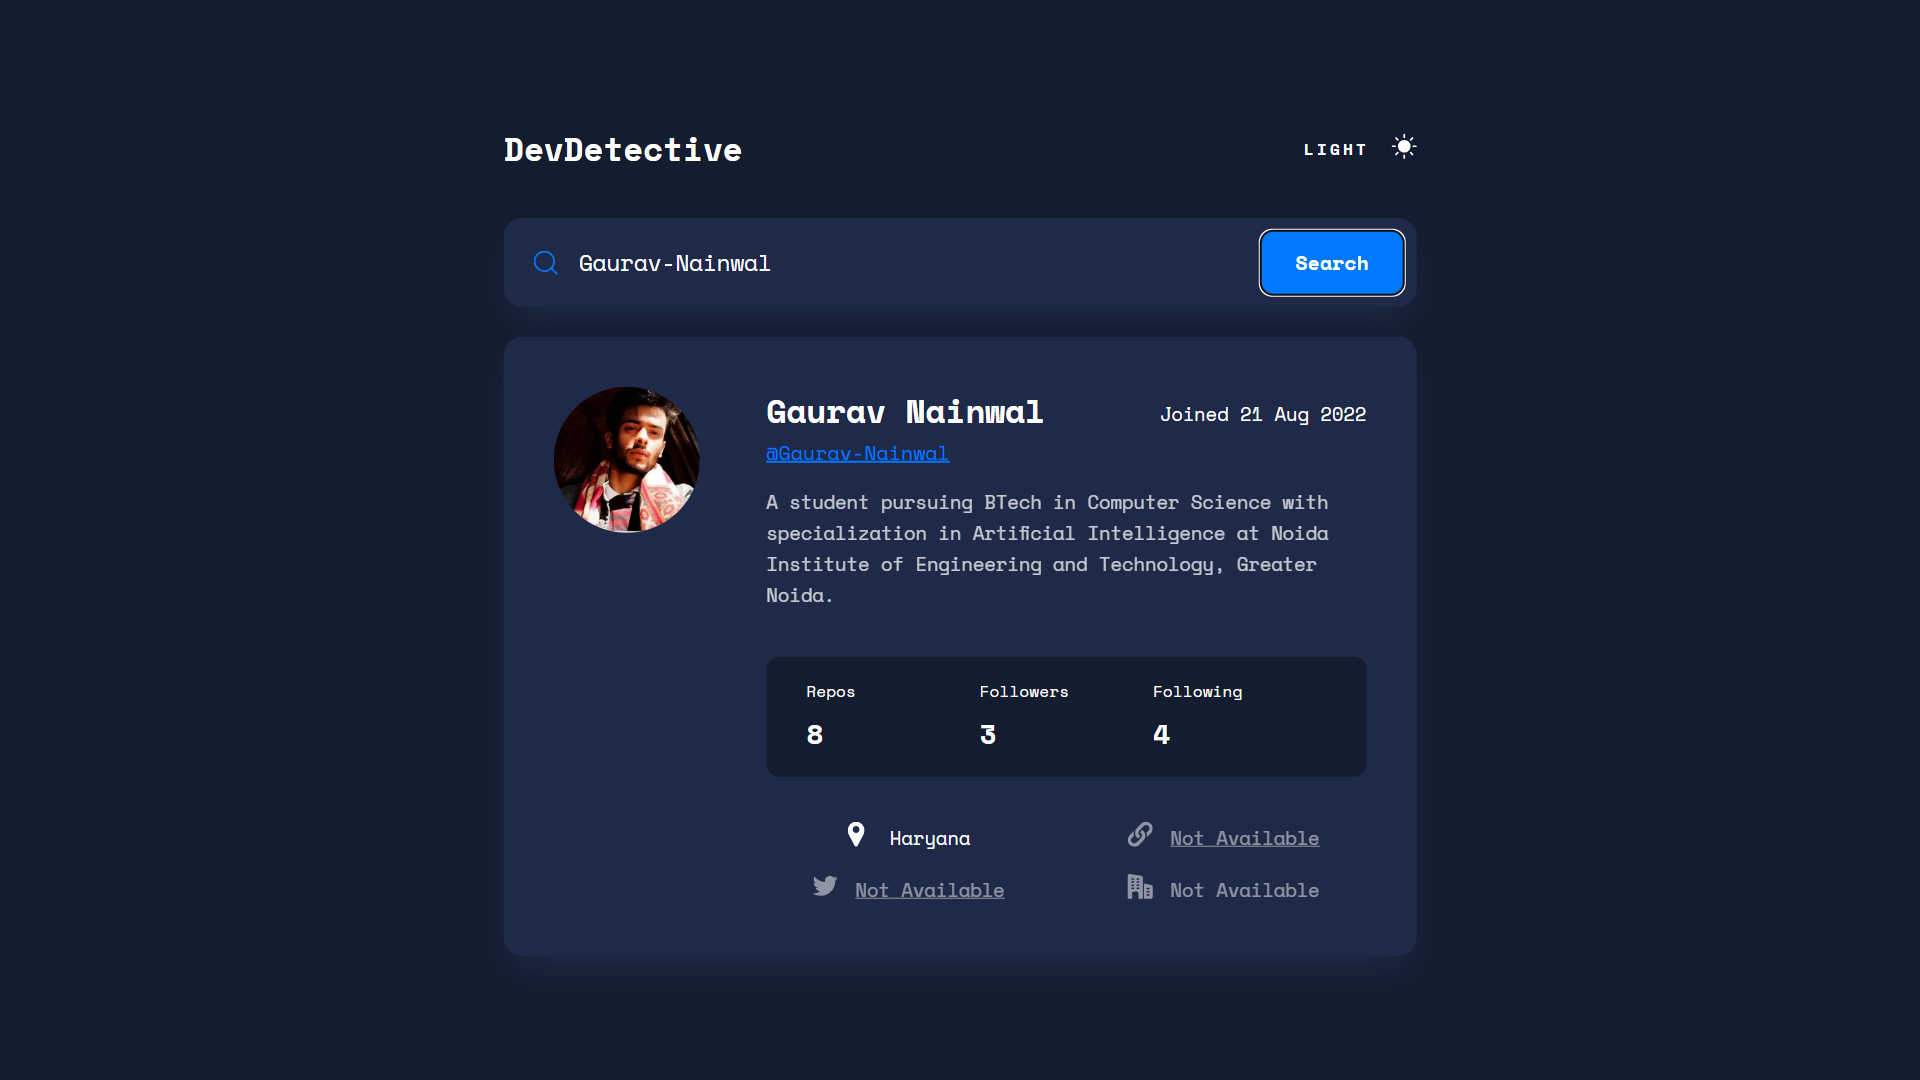 DevDetective
LIGHT
Gaurav-Nainwal
Search
Gaurav Nainwal
Joined 21 Aug 2022
@Gaurav-Nainwal
A student pursuing BTech in Computer Science with
specialization in Artificial Intelligence at Noida
Institute of Engineering and Technology, Greater
Noida.
Repos
Followers
Following
8
3
4
Haryana
Not Available
Not Available
Not Available